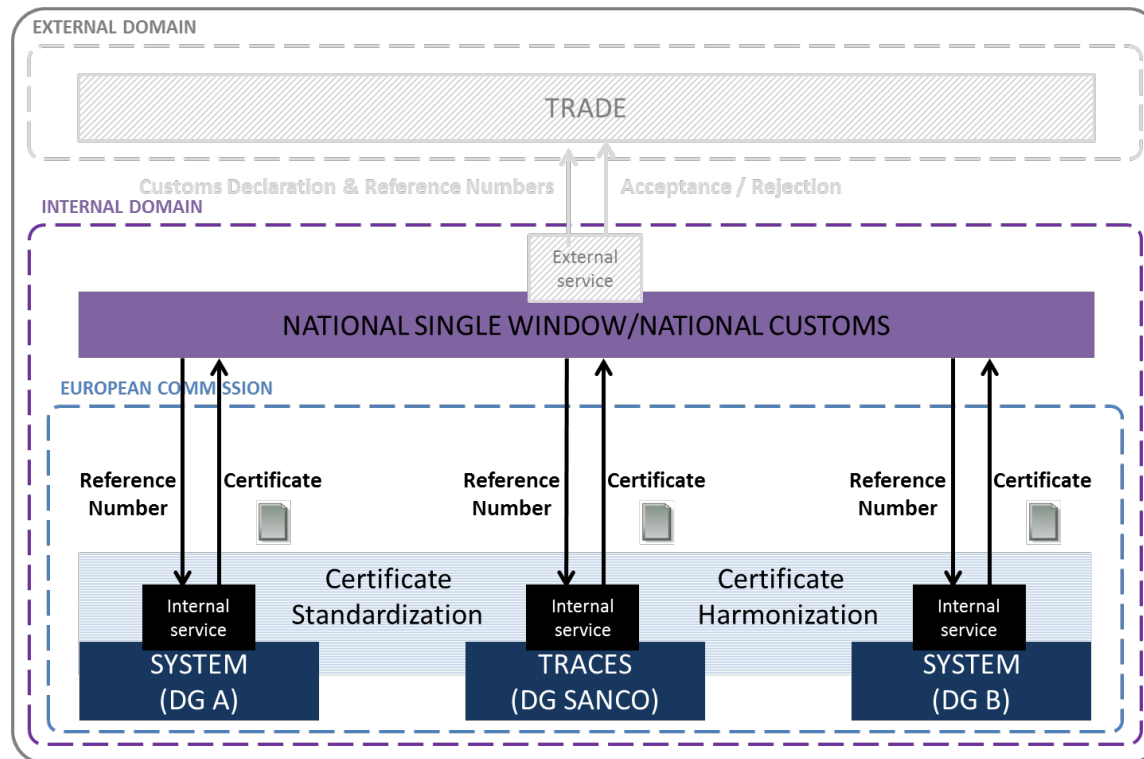 EXTERNAL DOMAIN
TRADE
Customs Declaration & Reference Numbers
Acceptance / Rejection
INTERNAL DOMAIN
External
service
NATIONAL SINGLE WINDOW/NATIONAL CUSTOMS
EUROPEAN COMMISSION
Reference
Number
Certificate
Reference
Number
Certificate
Reference
Number
Certificate
Certificate
Standardization
Certificate
Harmonization
Internal
service
Internal
service
Internal
service
SYSTEM
(DG A)
TRACES
(DG SANCO)
SYSTEM
(DG B)